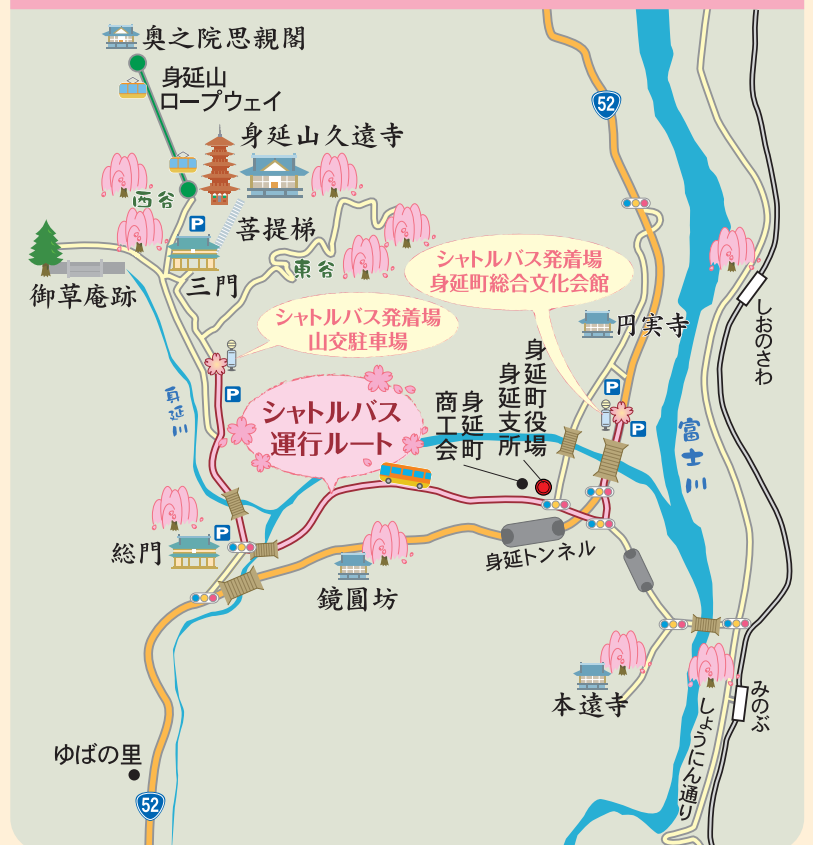 奥之院思親閣
身延山
ロープウェイ
身延山久遠寺
52
西谷
P
菩提梯
三門
東谷
御草庵跡
シャトルバス発着場
身延町総合文化会館
シャトルバス発着場
山交駐車場
円実寺
しおのさわ
P
P
P
身延川
シャトルバス
運行ルート
身延町
商工会
身延町役場
身延支所
富士川
P
総門
身延トンネル
鏡圓坊
本遠寺
みのぶ
しょうにん通り
ゆばの里
52